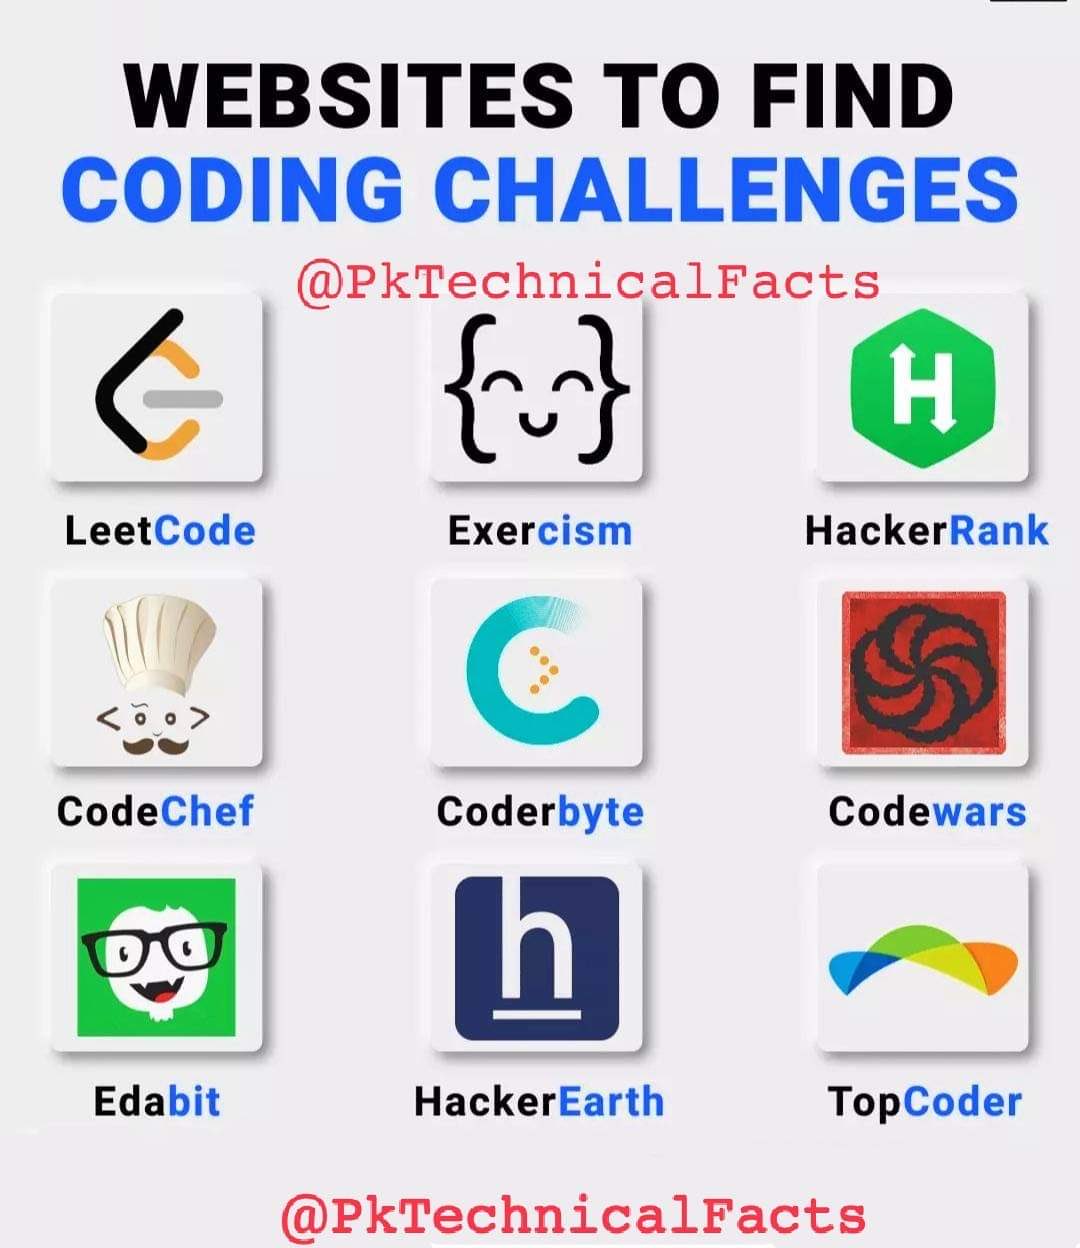 WEBSITES TO FIND
CODING CHALLENGES
@PkTechnicalFacts
LeetCode
Exercism
H
HackerRank
CodeChef
Coderbyte
Codewars
h
Edabit
HackerEarth
TopCoder
@PkTechnicalFacts